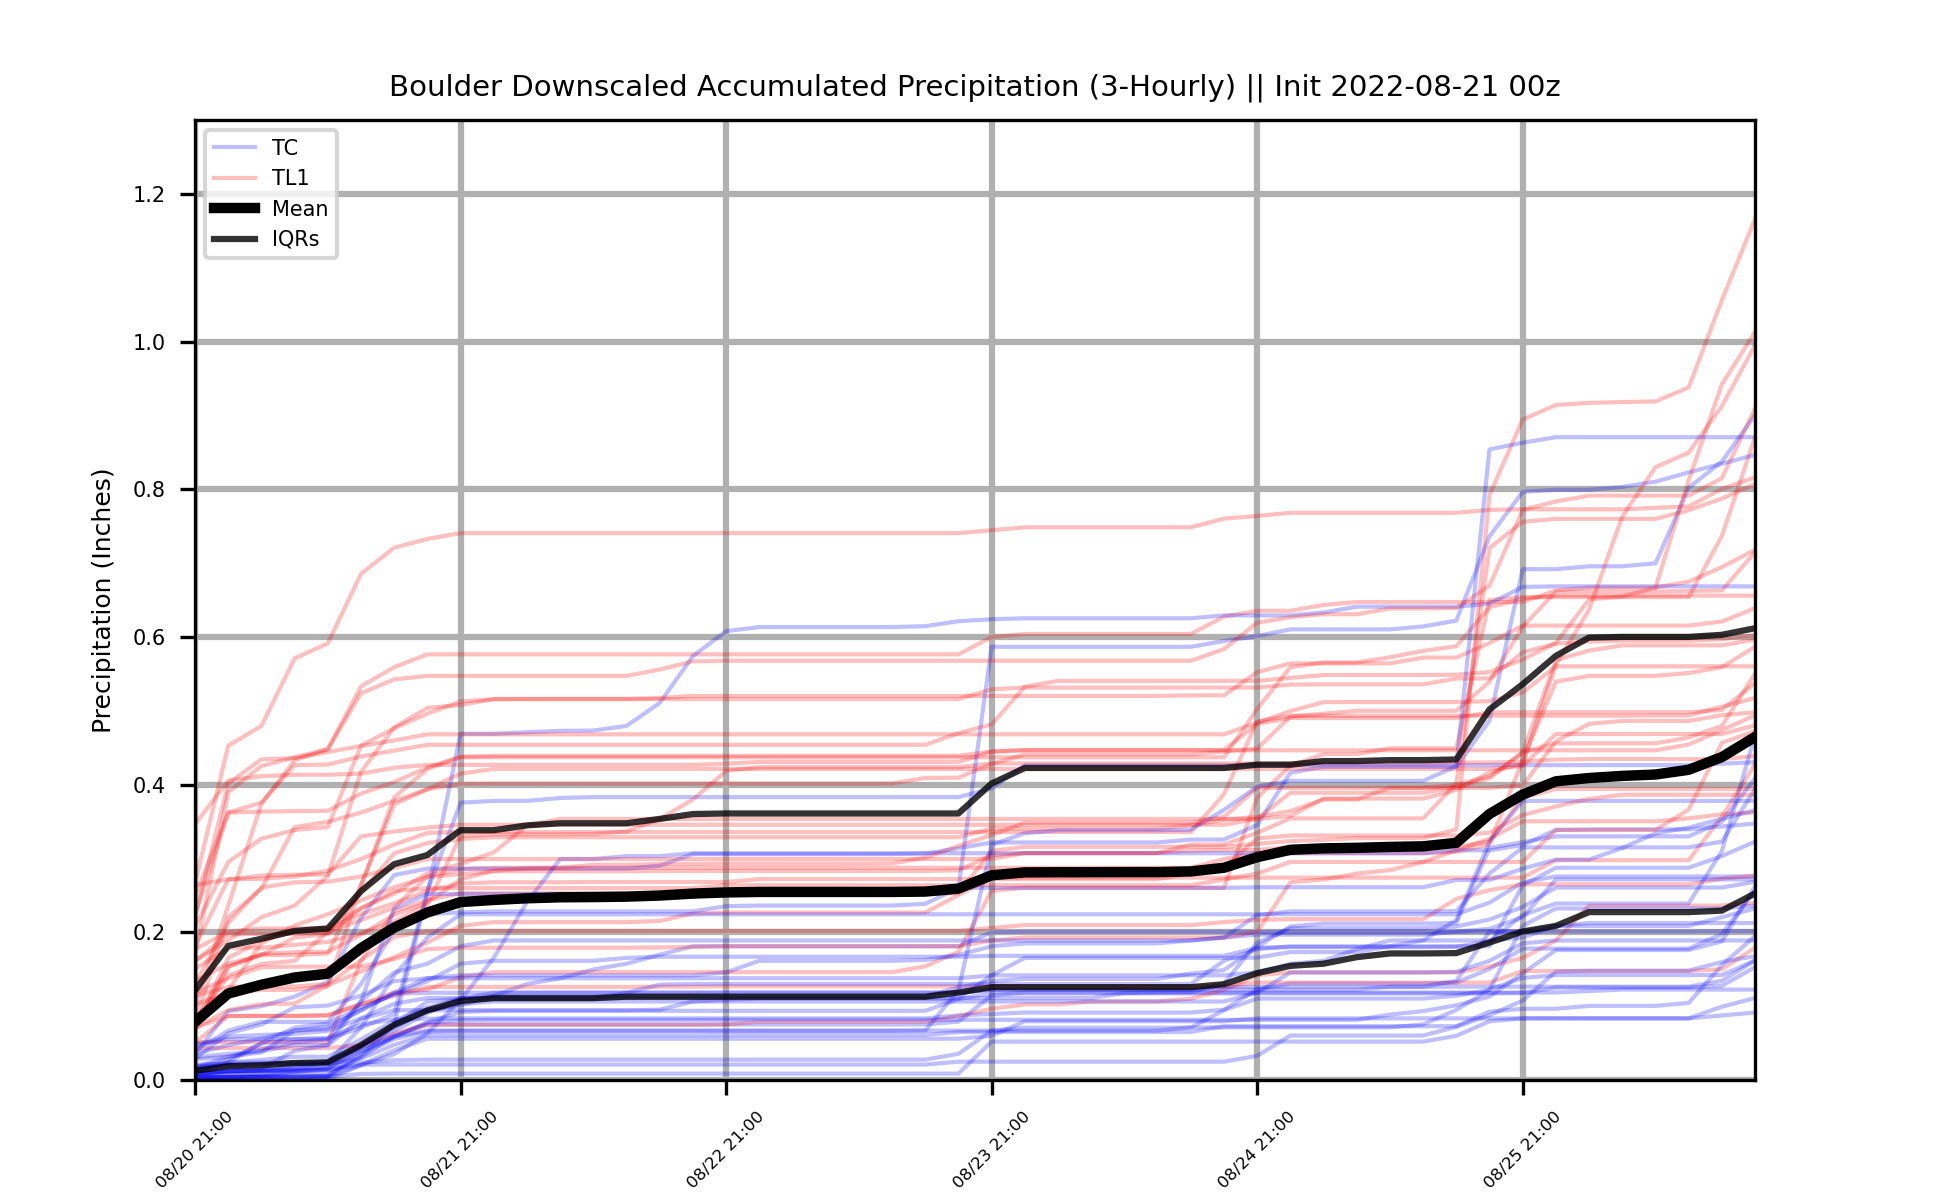 Boulder Downscaled Accumulated Precipitation (3-Hourly) || Init 2022-08-21 00z
TC
TL1
Mean
IQRs
Precipitation (Inches)
1.2
1.0
0.8
0.6
0.4
0.2
0.0
08/20 21:00
08/21 21:00
08/22 21:00
08/23 21:00
08/24 21:00
08/25 21:00